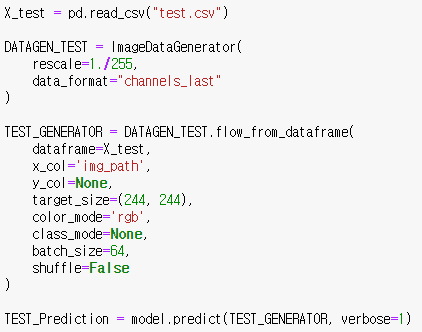 X_test = pd.read_csv("test.csv")
DATAGEN_TEST = ImageDataGenerator(
    rescale=1./255,
    data_format="channels_last"
)
TEST_GENERATOR = DATAGEN_TEST.flow_from_dataframe(
    dataframe=X_test,
    x_col='img_path',
    y_col=None,
    target_size=(244, 244),
    color_mode='rgb',
    class_mode=None,
    batch_size=64,
    shuffle=False
)
TEST_Prediction = model.predict(TEST_GENERATOR, verbose=1)